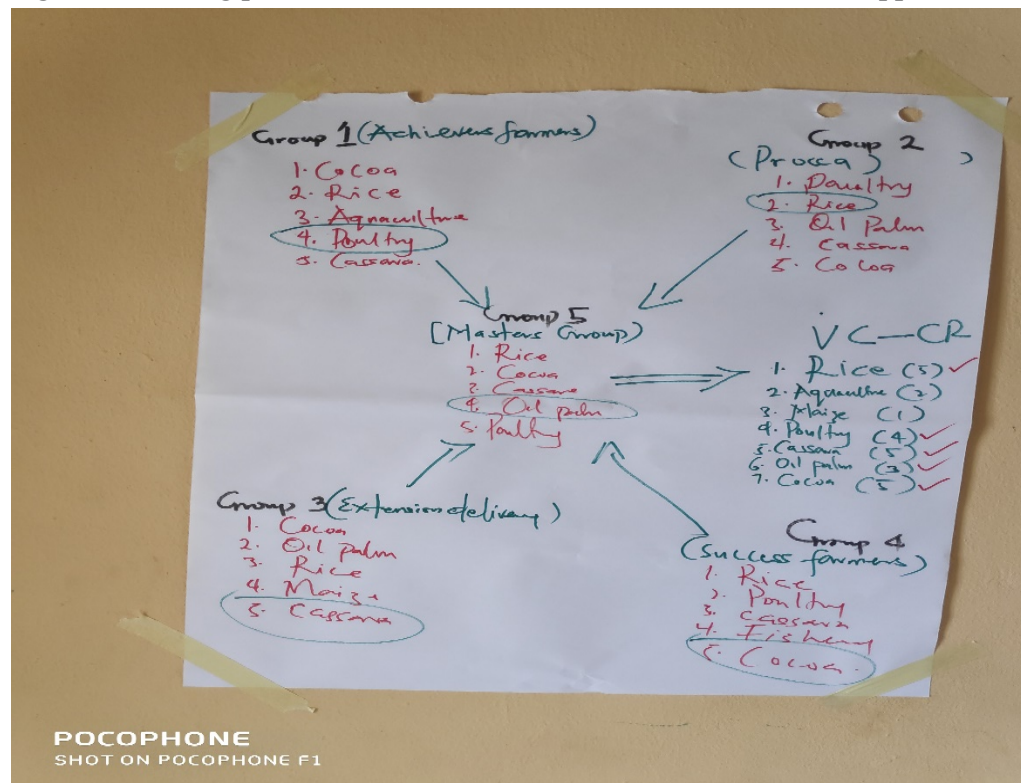 Group 1 (Achievers farmers)
1. Cocoa
2. Rice
3. Aquaculture
4. Poultry
5. Cassava.
Group 2
(Procca)
1. Poultry
2. Rice
3. Oil Palm
4. Cassava
5. Cocoa
Group 5
[Masters Group)
1. Rice
2. Cocoa
3. Cassava
4. Oil palm
5. Poultry
VC-CR
1. Rice (5) ✓
2. Aquaculture (2)
3. Maize (1)
4. Poultry (4) ✓
5. Cassava (5) ✓
6. Oil palm (3) ✓
7. Cocoa (5) ✓
Group 3 (Extension delivery)
1. Cocoa
2. Oil palm
3. Rice
4. Maize
5. Cassava
Group 4
(Success farmers)
1. Rice
2. Poultry
3. Cassava
4. Fishery
5. Cocoa.
POCOPHONE
SHOT ON POCOPHONE F1